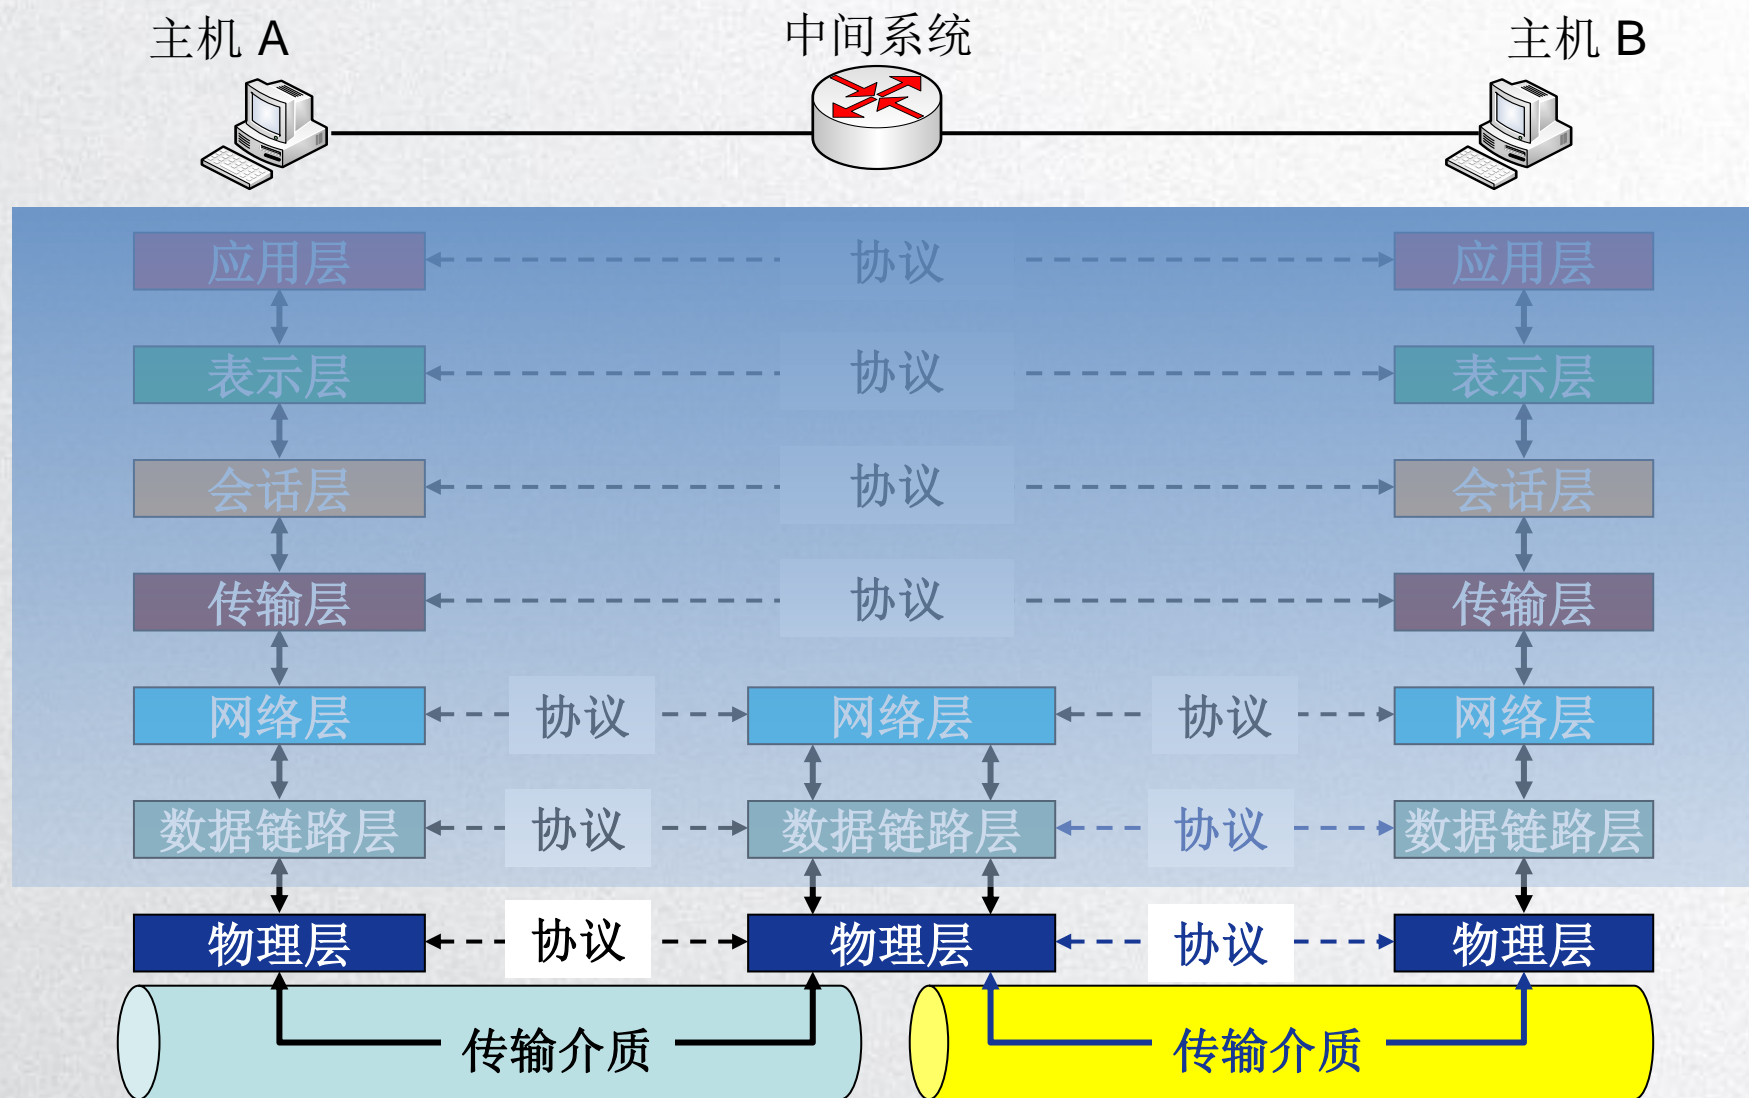 主机 A
中间系统
主机 B
应用层
协议
应用层
表示层
协议
表示层
会话层
协议
会话层
传输层
协议
传输层
网络层
协议
网络层
协议
网络层
数据链路层
协议
数据链路层
协议
数据链路层
物理层
协议
物理层
协议
物理层
传输介质
传输介质